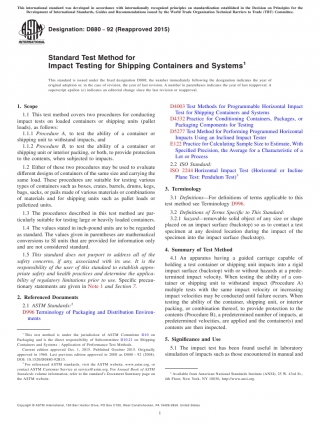 This international standard was developed in accordance with internationally recognized principles on standardization established in the Decision on Principles for the
Development of International Standards, Guides and Recommendations issued by the World Trade Organization Technical Barriers to Trade (TBT) Committee.
Designation: D880 − 92 (Reapproved 2015)
Standard Test Method for
Impact Testing for Shipping Containers and Systems1
This standard is issued under the fixed designation D880; the number immediately following the designation indicates the year of
original adoption or, in the case of revision, the year of last revision. A number in parentheses indicates the year of last reapproval. A
superscript epsilon (ε) indicates an editorial change since the last revision or reapproval.
1. Scope
1.1 This test method covers two procedures for conducting
impact tests on loaded shipping containers or shipping units (pallet
loads), as follows:
1.1.1 Procedure A, to test the ability of a container or
shipping unit to withstand impacts, and
1.1.2 Procedure B, to test the ability of a container or
shipping unit or interior packing, or both, to provide protection
to the contents, when subjected to impacts.
1.2 Either of these two procedures may be used to evaluate
different designs of containers of the same size and carrying the
same load. These procedures are suitable for testing various
types of containers such as boxes, crates, barrels, drums, kegs,
bags, sacks, or pails made of various materials or combinations
of materials and for shipping units such as pallet loads or
palletized units.
1.3 The procedures described in this test method are par-
ticularly suitable for testing large or heavily loaded containers.
1.4 The values stated in inch-pound units are to be regarded
as standard. The values given in parentheses are mathematical
conversions to SI units that are provided for information only
and are not considered standard.
1.5 This standard does not purport to address all of the
safety concerns, if any, associated with its use. It is the
responsibility of the user of this standard to establish appro-
priate safety and health practices and determine the applica-
bility of regulatory limitations prior to use. Specific precau-
tionary statements are given in Note 1 and Section 7.
2. Referenced Documents
2.1 ASTM Standards:2
D996 Terminology of Packaging and Distribution Environ-
ments
1 This test method is under the jurisdiction of ASTM Committee D10 on
Packaging and is the direct responsibility of Subcommittee D10.21 on Shipping
Containers and Systems - Application of Performance Test Methods.
Current edition approved Oct. 1, 2015. Published October 2015. Originally
2 For referenced ASTM standards, visit the ASTM website, www.astm.org, or
contact ASTM Customer Service at service@astm.org. For Annual Book of ASTM
Standards volume information, refer to the standard's Document Summary page on
the ASTM website.
D4003 Test Methods for Programmable Horizontal Impact
Test for Shipping Containers and Systems
D4332 Practice for Conditioning Containers, Packages, or
Packaging Components for Testing
D5277 Test Method for Performing Programmed Horizontal
Impacts Using an Inclined Impact Tester
E122 Practice for Calculating Sample Size to Estimate, With
Specified Precision, the Average for a Characteristic of a
Lot or Process
2.2 ISO Standard:
ISO 2244 Horizontal Impact Test (Horizontal or Incline
Plane Test: Pendulum Test)3
3. Terminology
3.1 Definitions—For definitions of terms applicable to this
test method see Terminology D996.
3.2 Definitions of Terms Specific to This Standard:
3.2.1 hazard—removable solid object of any size or shape
placed on an impact surface (backstop) so as to contact a test
specimen at any desired location during the impact of the
specimen into the impact surface (backstop).
4. Summary of Test Method
4.1 An apparatus having a guided carriage capable of
holding a test container or shipping unit impacts into a rigid
impact surface (backstop) with or without hazards at a prede-
termined impact velocity. When testing the ability of a con-
tainer or shipping unit to withstand impact (Procedure A)
multiple tests with the same impact velocity or increasing
impact velocities may be conducted until failure occurs. When
testing the ability of the container, shipping unit, or interior
packing, or combination thereof, to provide protection to the
contents (Procedure B), a predetermined number of impacts, at
predetermined velocities, are applied and the container(s) and
contents are then inspected.
5. Significance and Use
5.1 The impact test has been found useful in laboratory
simulation of impacts such as those encountered in manual and
3 Available from American National Standards Institute (ANSI), 25 W. 43rd St.,
4th Floor, New York, NY 10036, http://www.ansi.org.
Copyright © ASTM International, 100 Barr Harbor Drive, PO Box C700, West Conshohocken, PA 19428-2959. United States
1